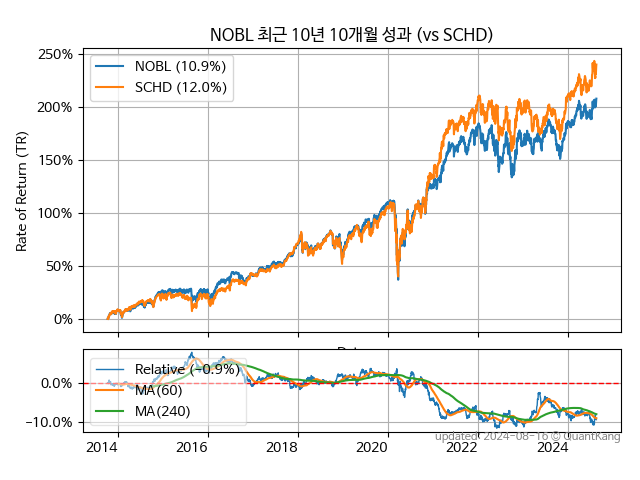 NOBL 최근 10년 10개월 성과 (vs SCHD)
250%
200%
150%
100%
50%
0%
Rate of Return (TR)
NOBL (10.9%)
SCHD (12.0%)
0.0%
−10.0%
Relative (−0.9%)
MA(60)
MA(240)
2014 2016 2018 2020 2022 2024
updated: 2024-08-16 © QuantKang